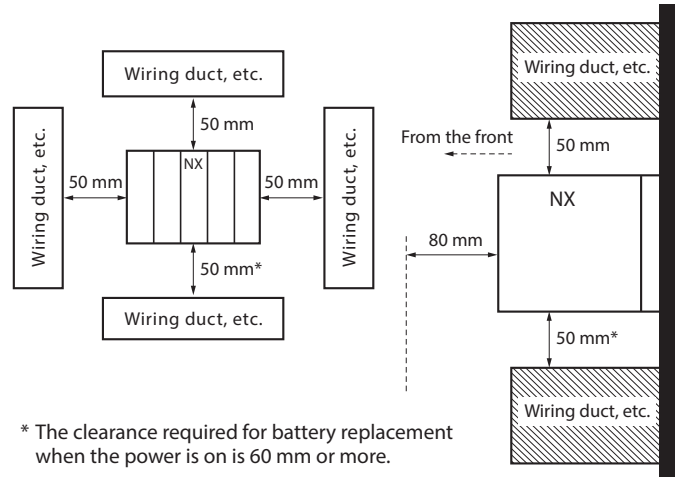 Wiring duct, etc.
50 mm
Wiring duct, etc.
50 mm
NX
50 mm
Wiring duct, etc.
50 mm*
Wiring duct, etc.
Wiring duct, etc.
From the front
50 mm
NX
80 mm
50 mm*
Wiring duct, etc.
* The clearance required for battery replacement
when the power is on is 60 mm or more.